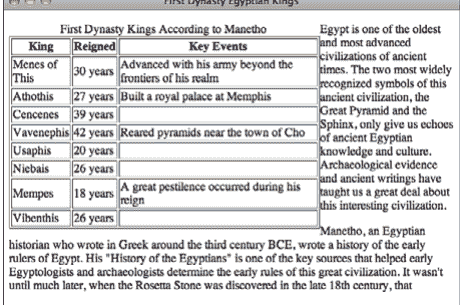 First Dynasty Egyptian Kings
First Dynasty Kings According to Manetho
King Reigned Key Events
Menes of This 30 years Advanced with his army beyond the frontiers of his realm
Athothis 27 years Built a royal palace at Memphis
Cencenes 39 years
Vavenephis 42 years Reared pyramids near the town of Cho
Usaphis 20 years
Niebais 26 years
Mempes 18 years A great pestilence occurred during his reign
Vibenthis 26 years
Egypt is one of the oldest
and most advanced
civilizations of ancient
times. The two most widely
recognized symbols of this
ancient civilization, the
Great Pyramid and the
Sphinx, only give us echoes
of ancient Egyptian
knowledge and culture.
Archaeological evidence
and ancient writings have
taught us a great deal about
this interesting civilization.
Manetho, an Egyptian
historian who wrote in Greek around the third century BCE, wrote a history of the early
rulers of Egypt. His "History of the Egyptians" is one of the key sources that helped early
Egyptologists and archaeologists determine the early rules of this great civilization. It wasn't
until much later, when the Rosetta Stone was discovered in the late 18th century, that